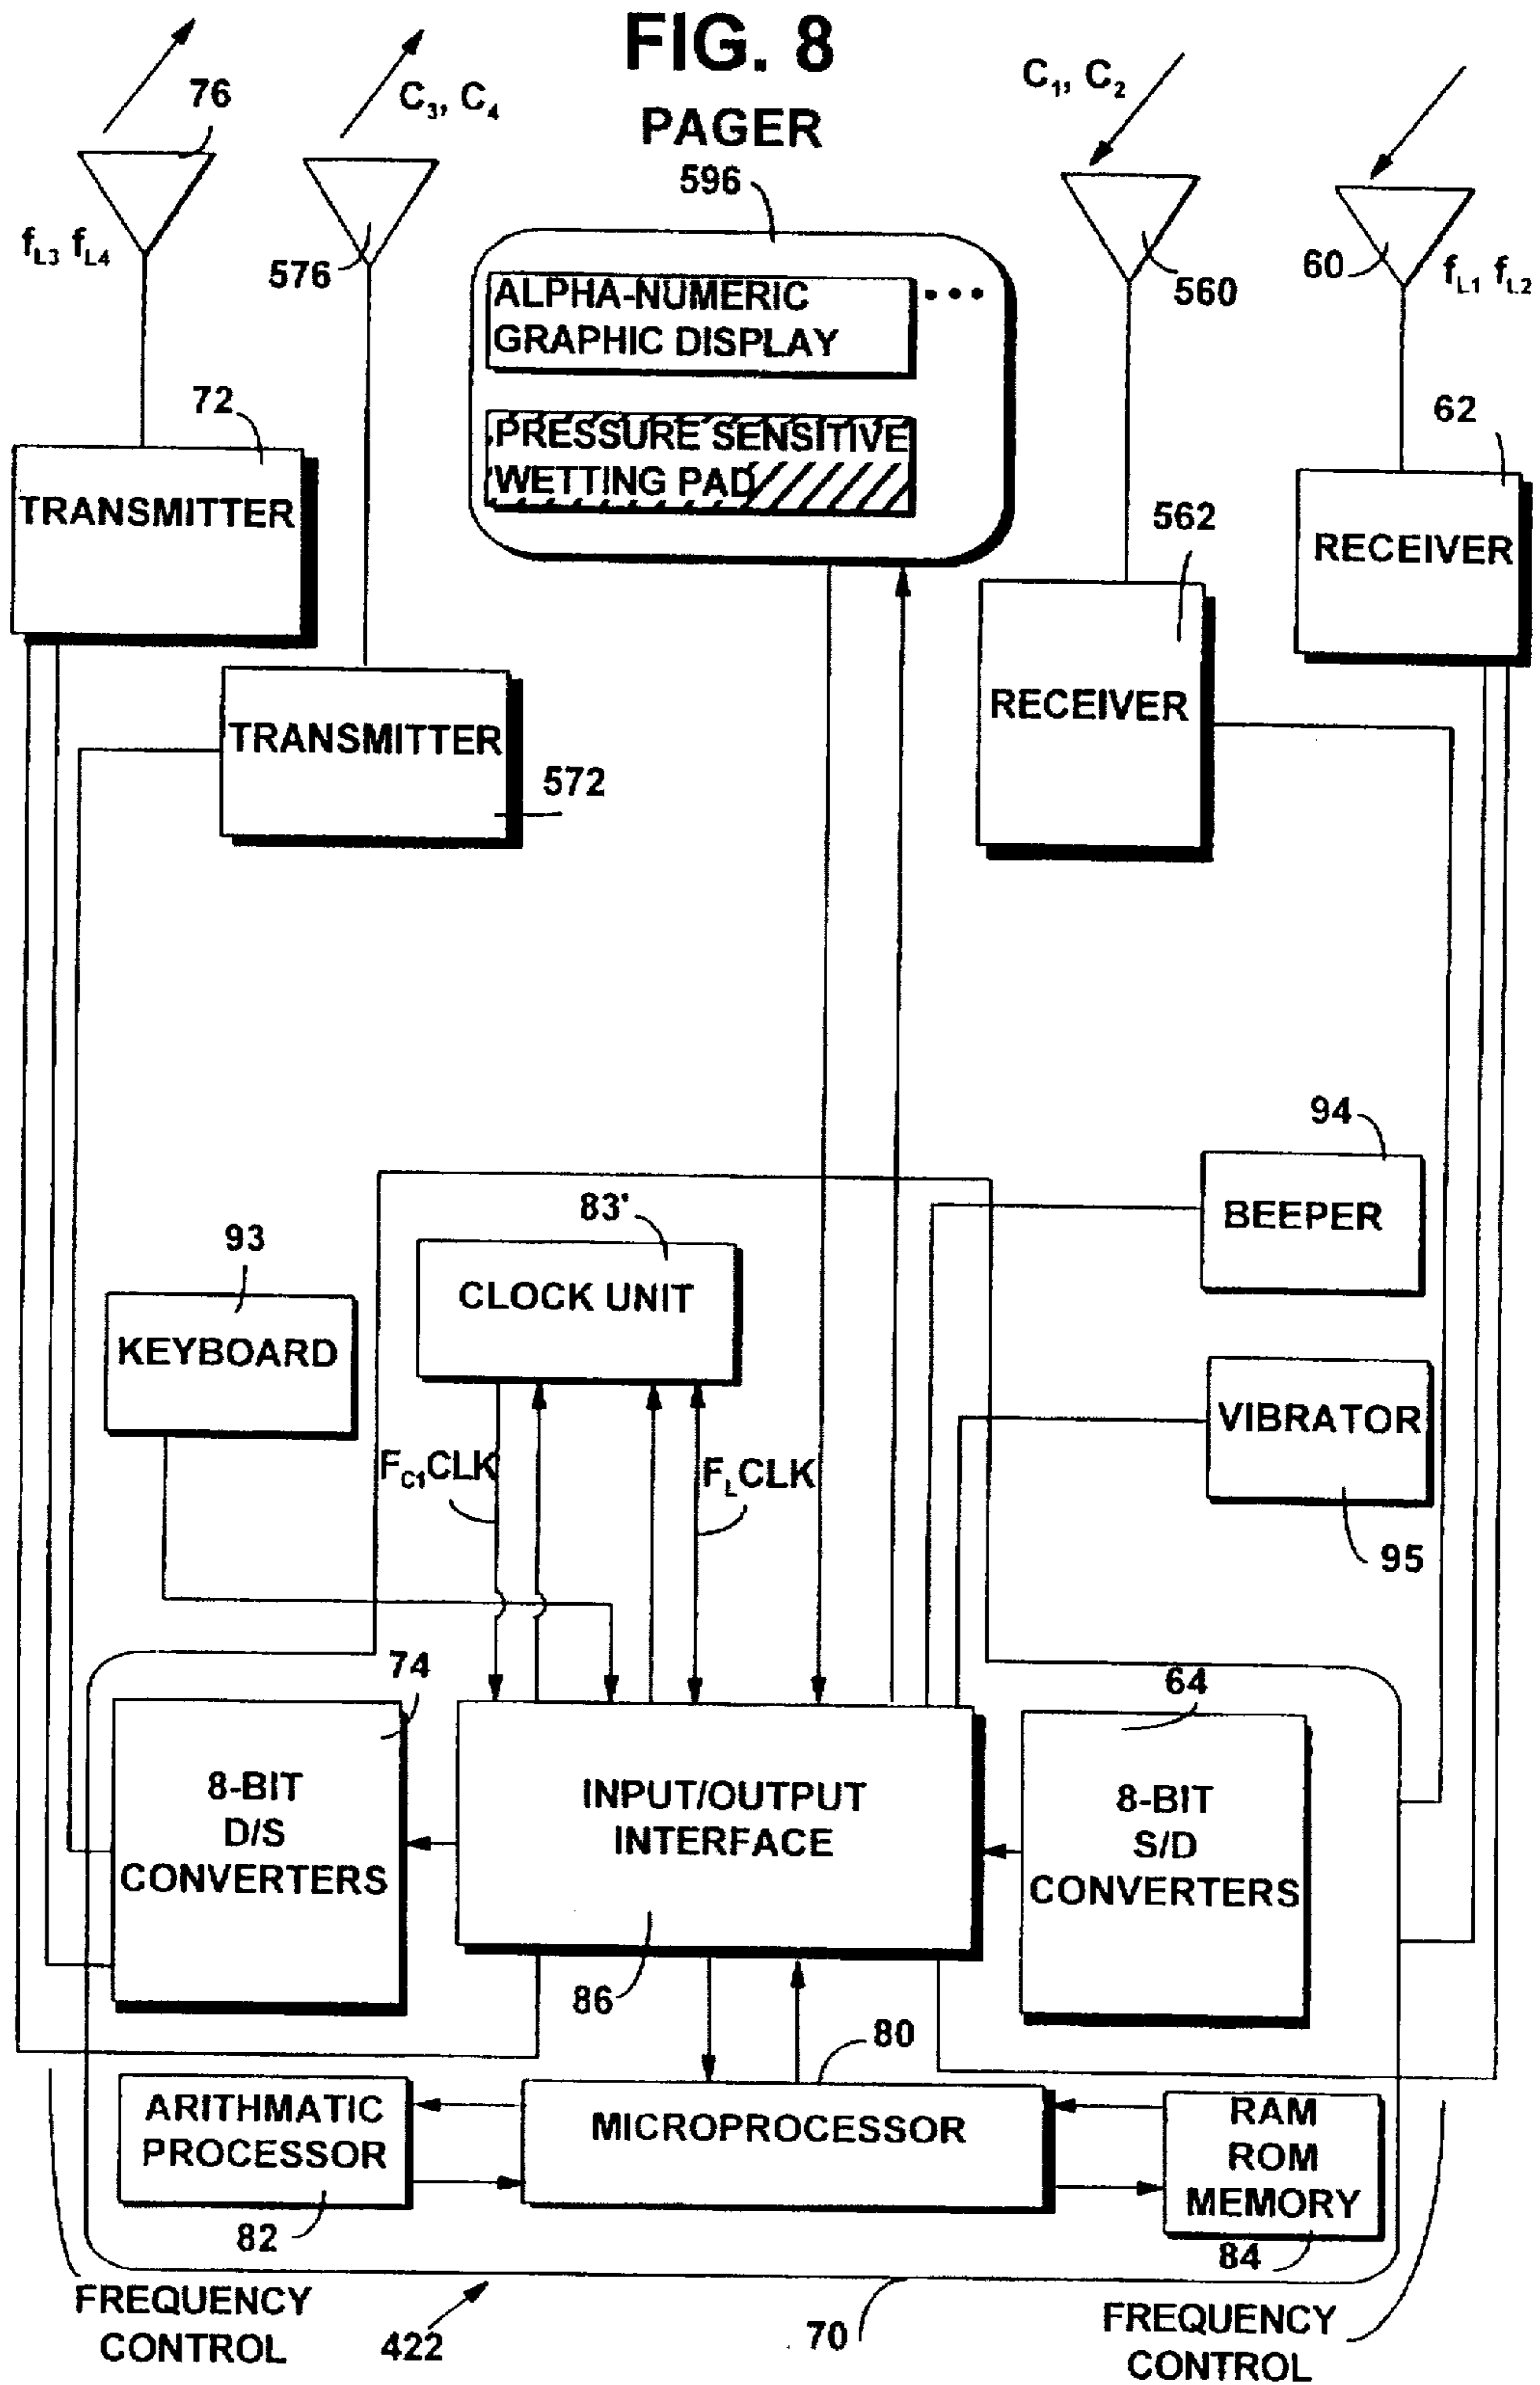 FIG. 8
PAGER
76
C3, C4
C1, C2
596
fL3 fL4
576
560
60
fL1 fL2
ALPHA-NUMERIC
GRAPHIC DISPLAY
PRESSURE SENSITIVE
WETTING PAD
72
TRANSMITTER
62
RECEIVER
562
RECEIVER
TRANSMITTER
572
94
BEEPER
83'
CLOCK UNIT
93
KEYBOARD
VIBRATOR
95
FC1CLK
FLCLK
74
64
8-BIT
D/S
CONVERTERS
INPUT/OUTPUT
INTERFACE
8-BIT
S/D
CONVERTERS
86
80
ARITHMATIC
PROCESSOR
82
MICROPROCESSOR
RAM
ROM
MEMORY
84
FREQUENCY
CONTROL
422
70
FREQUENCY
CONTROL